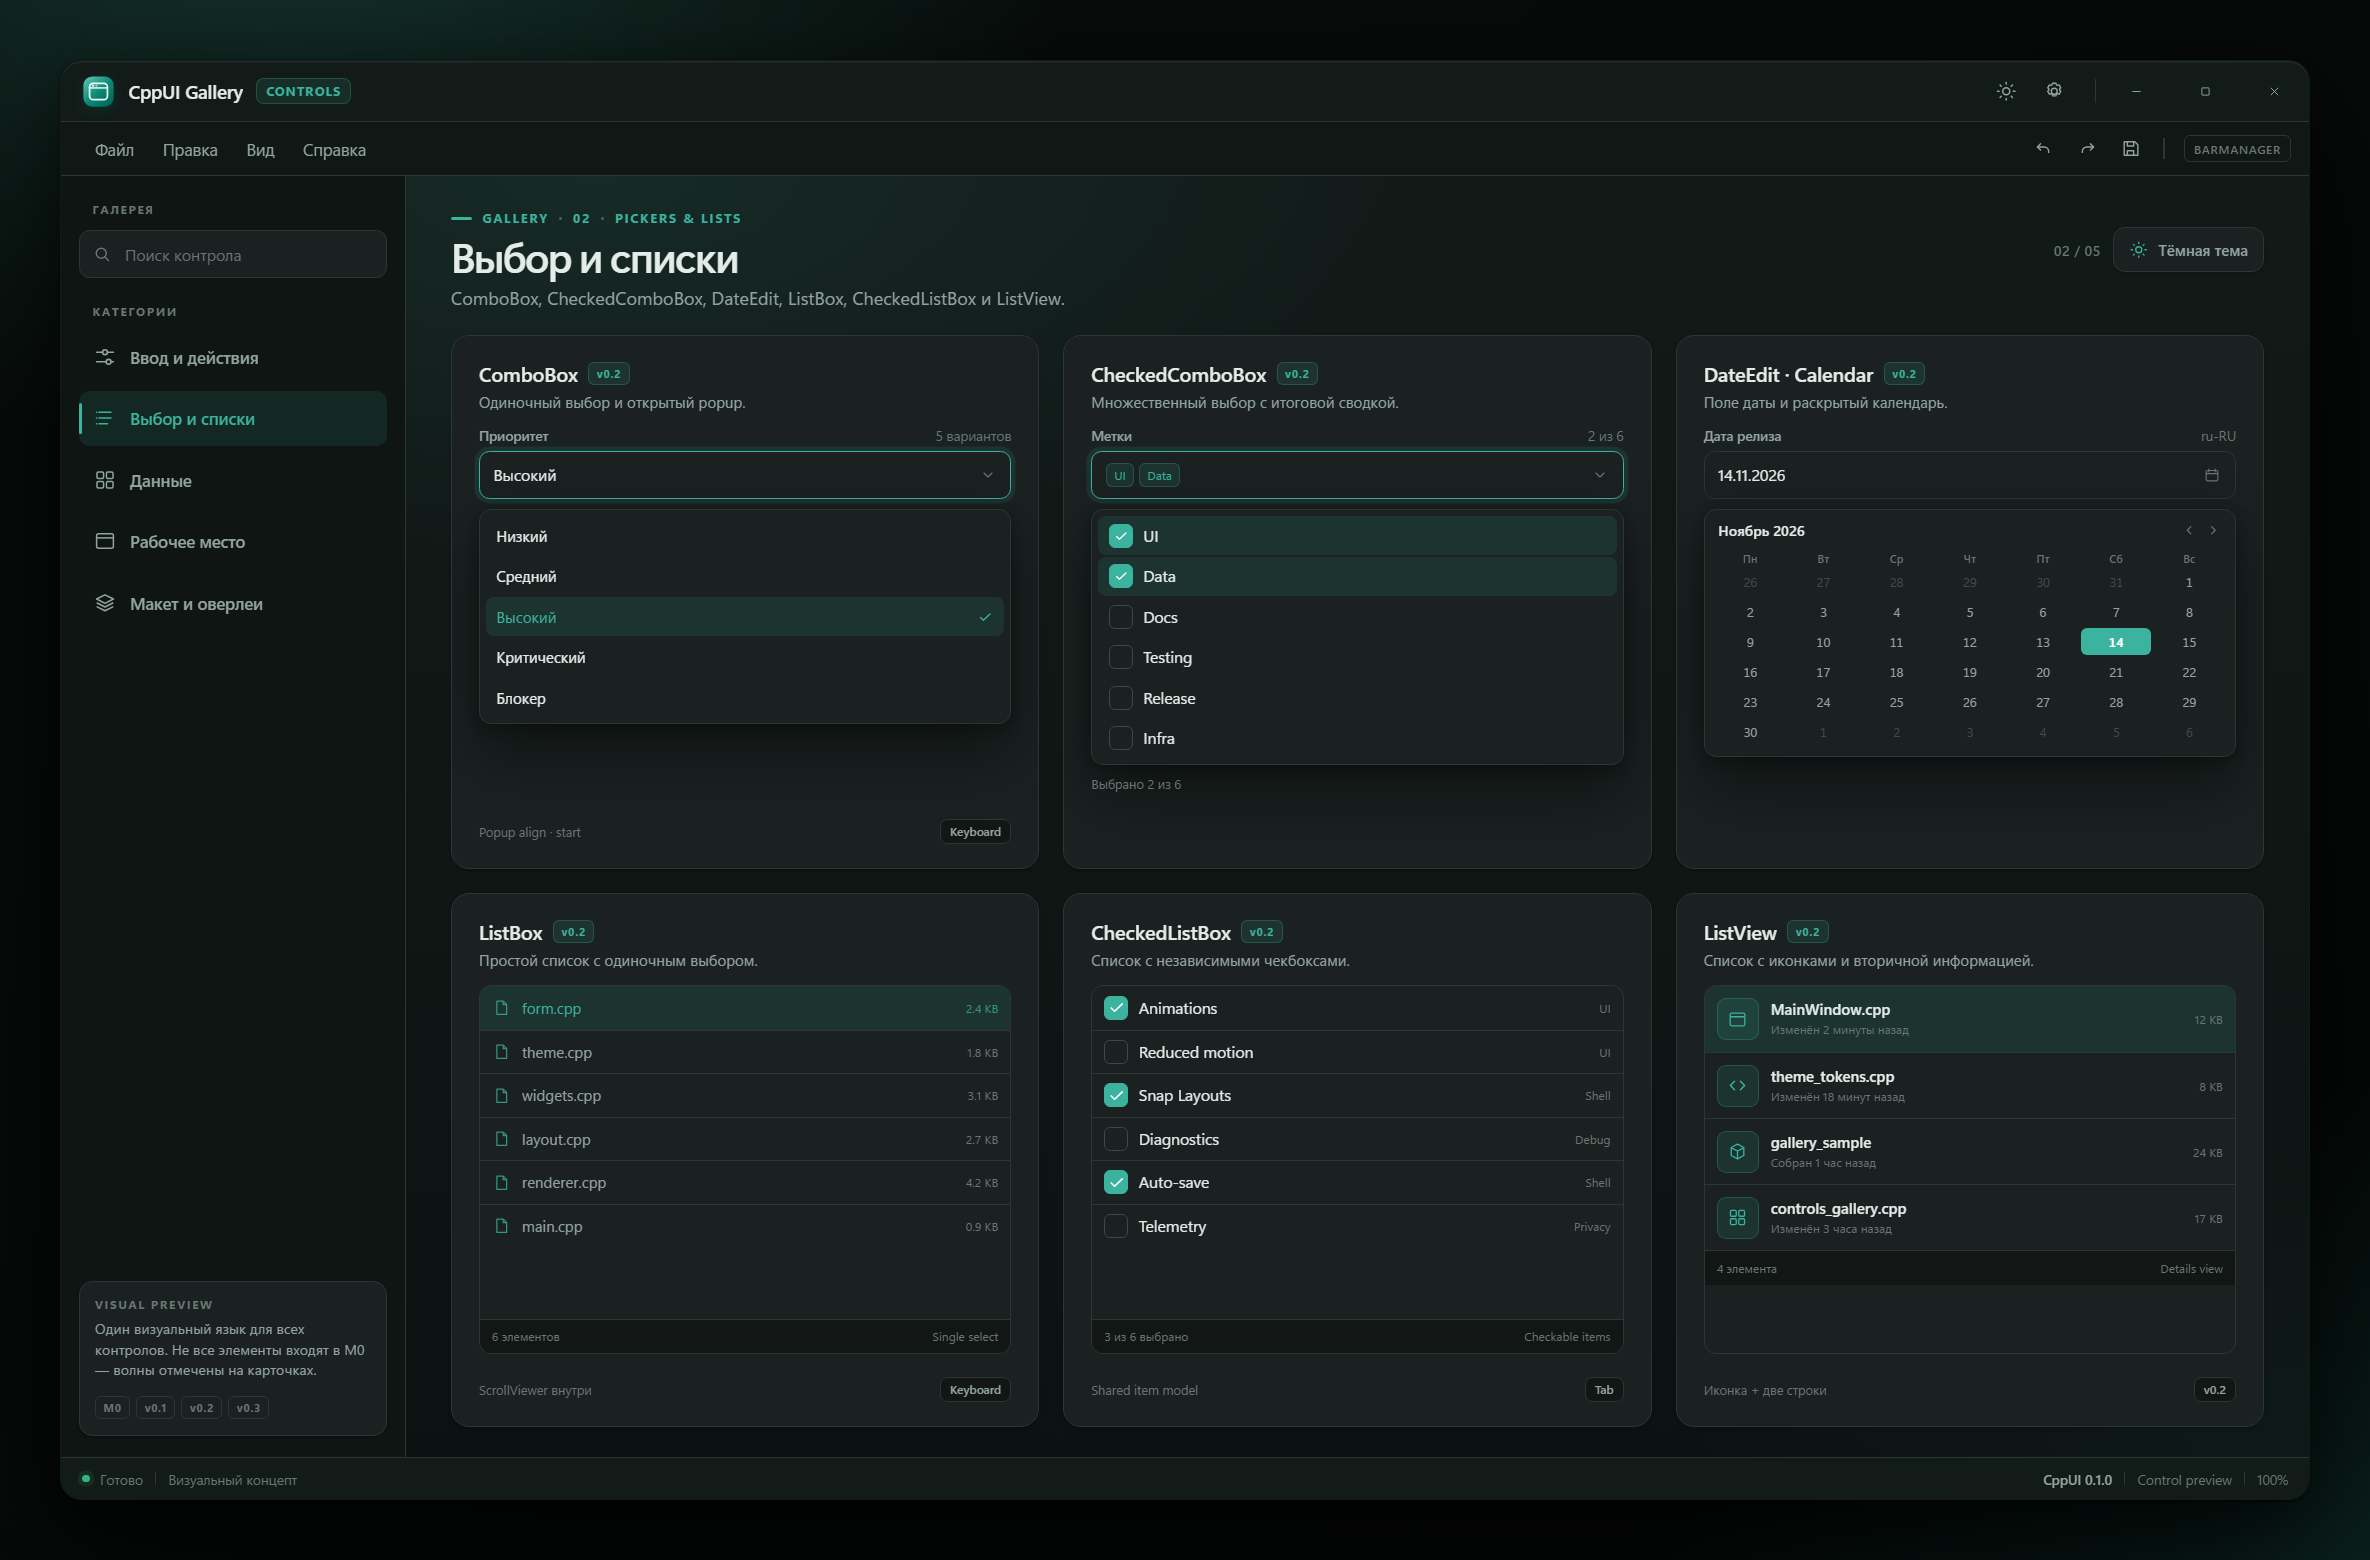 CppUI Gallery CONTROLS
Файл Правка Вид Справка BARMANAGER
ГАЛЕРЕЯ
Поиск контрола
КАТЕГОРИИ
Ввод и действия
Выбор и списки
Данные
Рабочее место
Макет и оверлеи
VISUAL PREVIEW
Один визуальный язык для всех
контролов. Не все элементы входят в M0
— волны отмечены на карточках.
M0 v0.1 v0.2 v0.3
GALLERY · 02 · PICKERS & LISTS
Выбор и списки
ComboBox, CheckedComboBox, DateEdit, ListBox, CheckedListBox и ListView.
02 / 05 Тёмная тема
ComboBox v0.2
Одиночный выбор и открытый popup.
Приоритет 5 вариантов
Высокий
Низкий
Средний
Высокий
Критический
Блокер
Popup align · start Keyboard
CheckedComboBox v0.2
Множественный выбор с итоговой сводкой.
Метки 2 из 6
UI Data
UI
Data
Docs
Testing
Release
Infra
Выбрано 2 из 6
DateEdit · Calendar v0.2
Поле даты и раскрытый календарь.
Дата релиза ru-RU
14.11.2026
Ноябрь 2026
Пн Вт Ср Чт Пт Сб Вс
26 27 28 29 30 31 1
2 3 4 5 6 7 8
9 10 11 12 13 14 15
16 17 18 19 20 21 22
23 24 25 26 27 28 29
30 1 2 3 4 5 6
ListBox v0.2
Простой список с одиночным выбором.
form.cpp 2.4 KB
theme.cpp 1.8 KB
widgets.cpp 3.1 KB
layout.cpp 2.7 KB
renderer.cpp 4.2 KB
main.cpp 0.9 KB
6 элементов Single select
ScrollViewer внутри Keyboard
CheckedListBox v0.2
Список с независимыми чекбоксами.
Animations UI
Reduced motion UI
Snap Layouts Shell
Diagnostics Debug
Auto-save Shell
Telemetry Privacy
3 из 6 выбрано Checkable items
Shared item model Tab
ListView v0.2
Список с иконками и вторичной информацией.
MainWindow.cpp
Изменён 2 минуты назад
12 KB
theme_tokens.cpp
Изменён 18 минут назад
8 KB
gallery_sample
Собран 1 час назад
24 KB
controls_gallery.cpp
Изменён 3 часа назад
17 KB
4 элемента Details view
Иконка + две строки v0.2
Готово Визуальный концепт CppUI 0.1.0 Control preview 100%